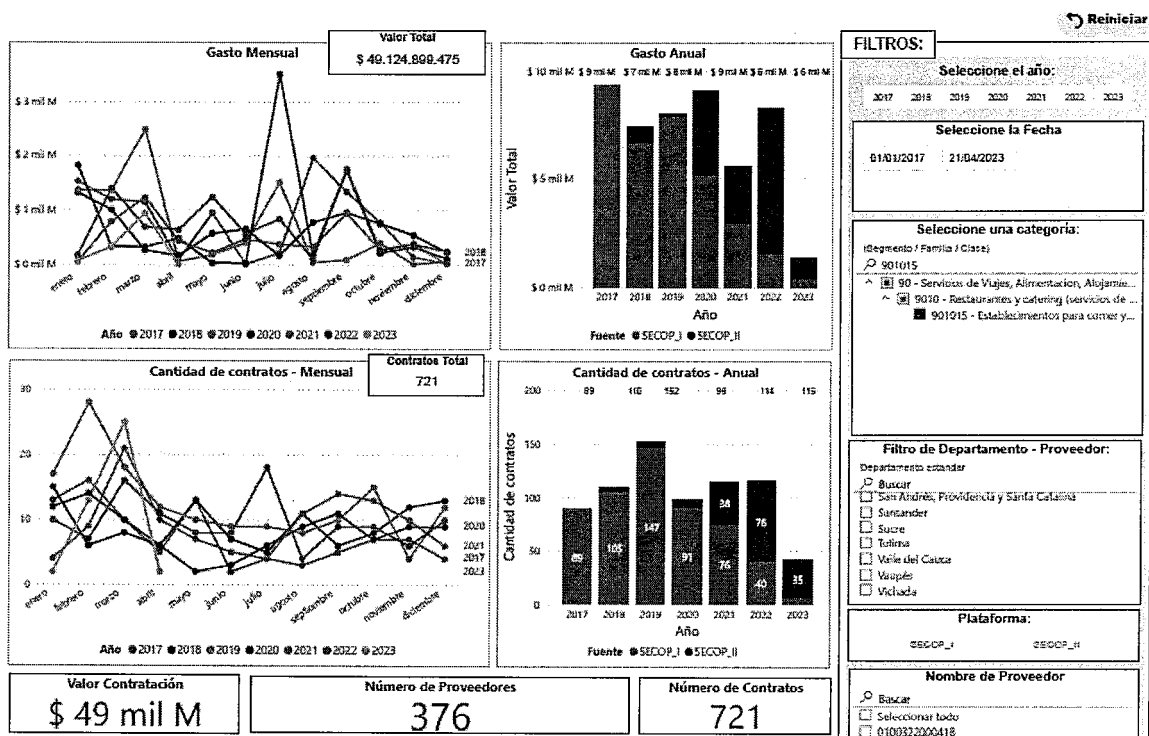 Reiniciar
Gasto Mensual
Valor Total
$ 49.124.899.475
$ 3 mil M
$ 2 mil M
$ 1 mil M
$ 0 mil M
2018
2017
enero febrero marzo abril mayo junio julio agosto septiembre octubre noviembre diciembre
Año 2017 2018 2019 2020 2021 2022 2023
Gasto Anual
$ 10 mil M $ 9 mil M $ 7 mil M $ 8 mil M $ 9 mil M $ 6 mil M
Valor Total
$ 5 mil M
$ 0 mil M
2017 2018 2019 2020 2021 2022 2023
Año
Fuente SECOP_I SECOP_II
FILTROS:
Seleccione el año:
2017 2018 2019 2020 2021 2022 2023
Seleccione la Fecha
01/01/2017 21/04/2023
Seleccione una categoría:
(Segmento / Familia / Clase)
901015
90 - Servicios de Viajes, Alimentacion, Alojamie...
9010 - Restaurantes y catering (servicios de ...
901015 - Establecimientos para comer y...
Cantidad de contratos - Mensual
Contratos Total
721
30
20
10
0
2018
2020
2021
2017
2023
enero febrero marzo abril mayo junio julio agosto septiembre octubre noviembre diciembre
Año 2017 2018 2019 2020 2021 2022 2023
Cantidad de contratos - Anual
200 89 110 152 114 115
Cantidad de contratos
150
100
50
0
89 105 147 91 76 38 40 76 35
2017 2018 2019 2020 2021 2022 2023
Año
Fuente SECOP_I SECOP_II
Filtro de Departamento - Proveedor:
Departamento estandar
Buscar
San Andrés, Providencia y Santa Catalina
Santander
Sucre
Tolima
Valle del Cauca
Vaupés
Vichada
Plataforma:
SECOP_I SECOP_II
Nombre de Proveedor
Buscar
Seleccionar todo
0100322000418
Valor Contratación
$ 49 mil M
Número de Proveedores
376
Número de Contratos
721